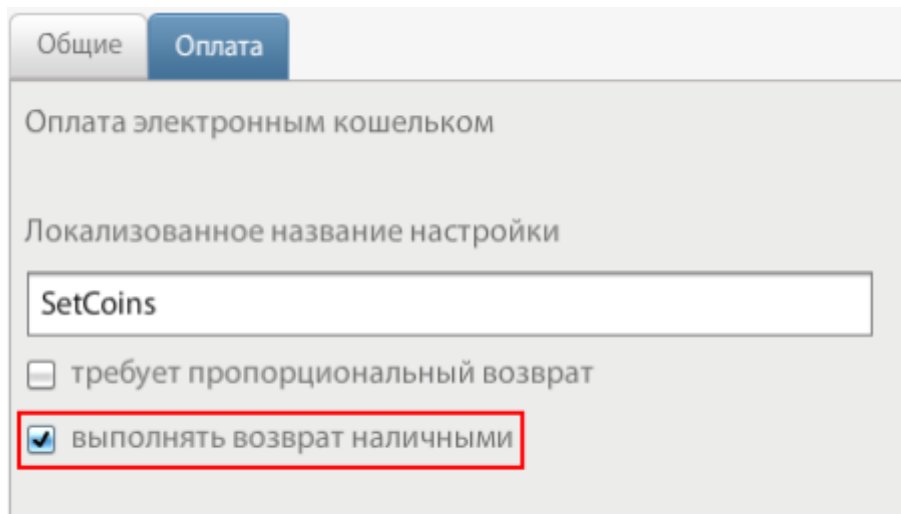 Общие Оплата
Оплата электронным кошельком
Локализованное название настройки
SetCoins
требует пропорциональный возврат
выполнять возврат наличными